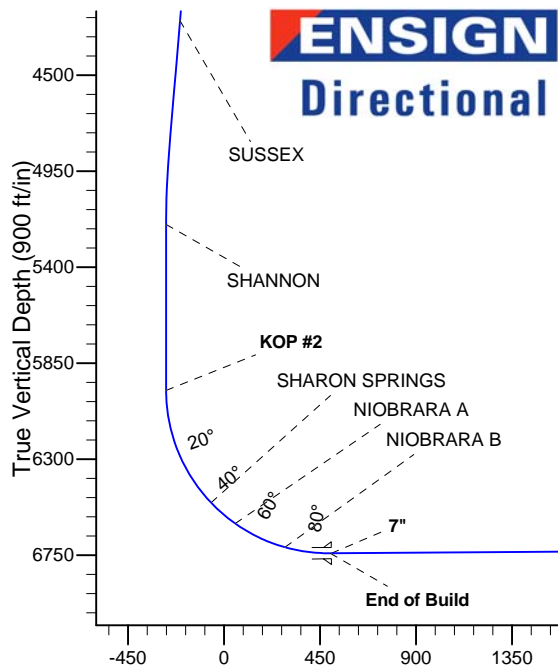 ENSIGN
Directional
True Vertical Depth (900 ft/in)
4500
4950
5400
5850
6300
6750
SUSSEX
SHANNON
KOP #2
SHARON SPRINGS
NIOBRARA A
NIOBRARA B
20°
40°
60°
80°
7"
End of Build
-450
0
450
900
1350